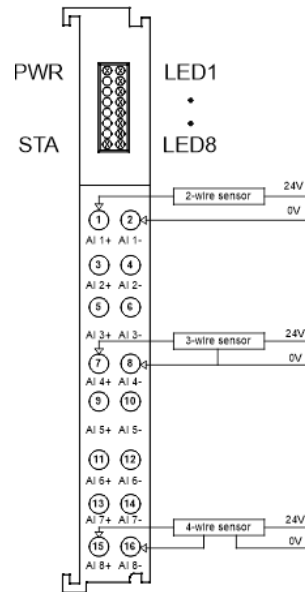 PWR LED1
STA LED8
24V
2-wire sensor
0V
1 2
AI 1+ AI 1-
3 4
AI 2+ AI 2-
5 6
AI 3+ AI 3-
24V
3-wire sensor
0V
7 8
AI 4+ AI 4-
9 10
AI 5+ AI 5-
11 12
AI 6+ AI 6-
13 14
AI 7+ AI 7-
24V
4-wire sensor
0V
15 16
AI 8+ AI 8-